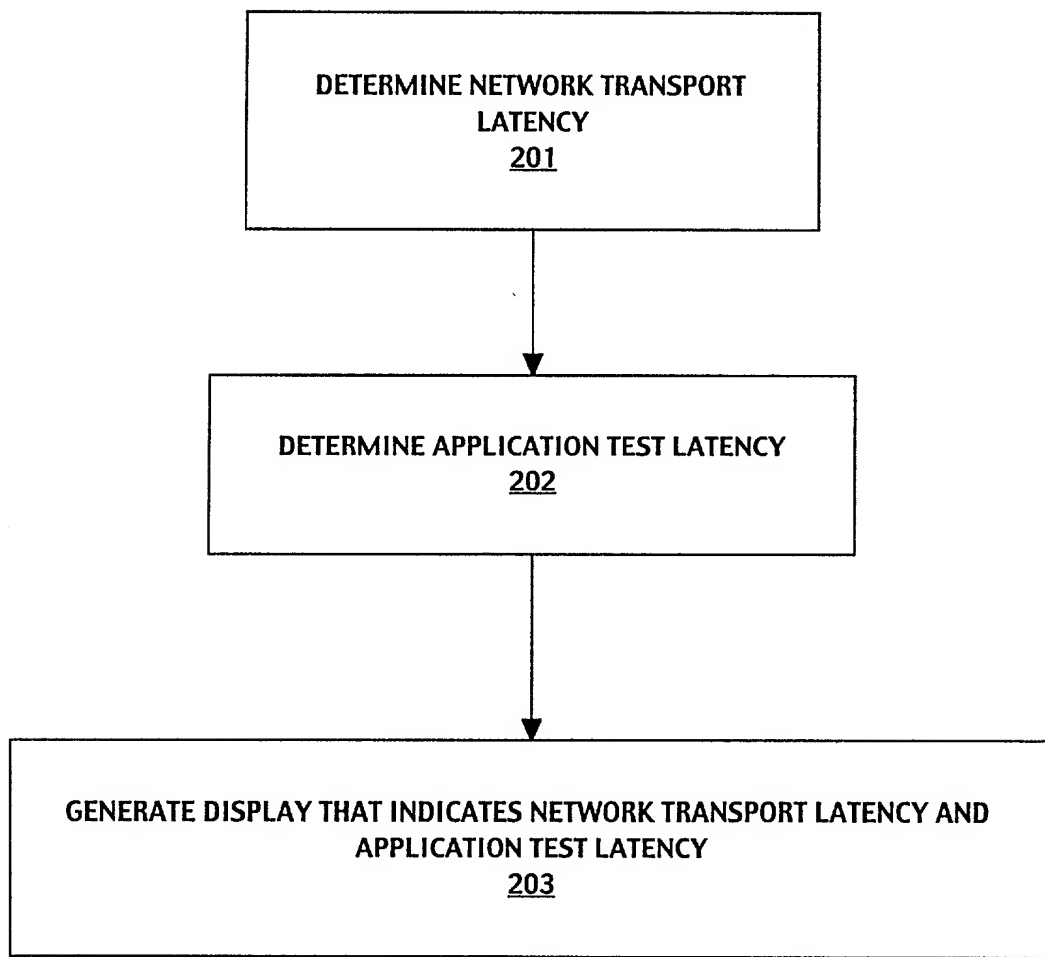 DETERMINE NETWORK TRANSPORT
LATENCY
201
DETERMINE APPLICATION TEST LATENCY
202
GENERATE DISPLAY THAT INDICATES NETWORK TRANSPORT LATENCY AND
APPLICATION TEST LATENCY
203